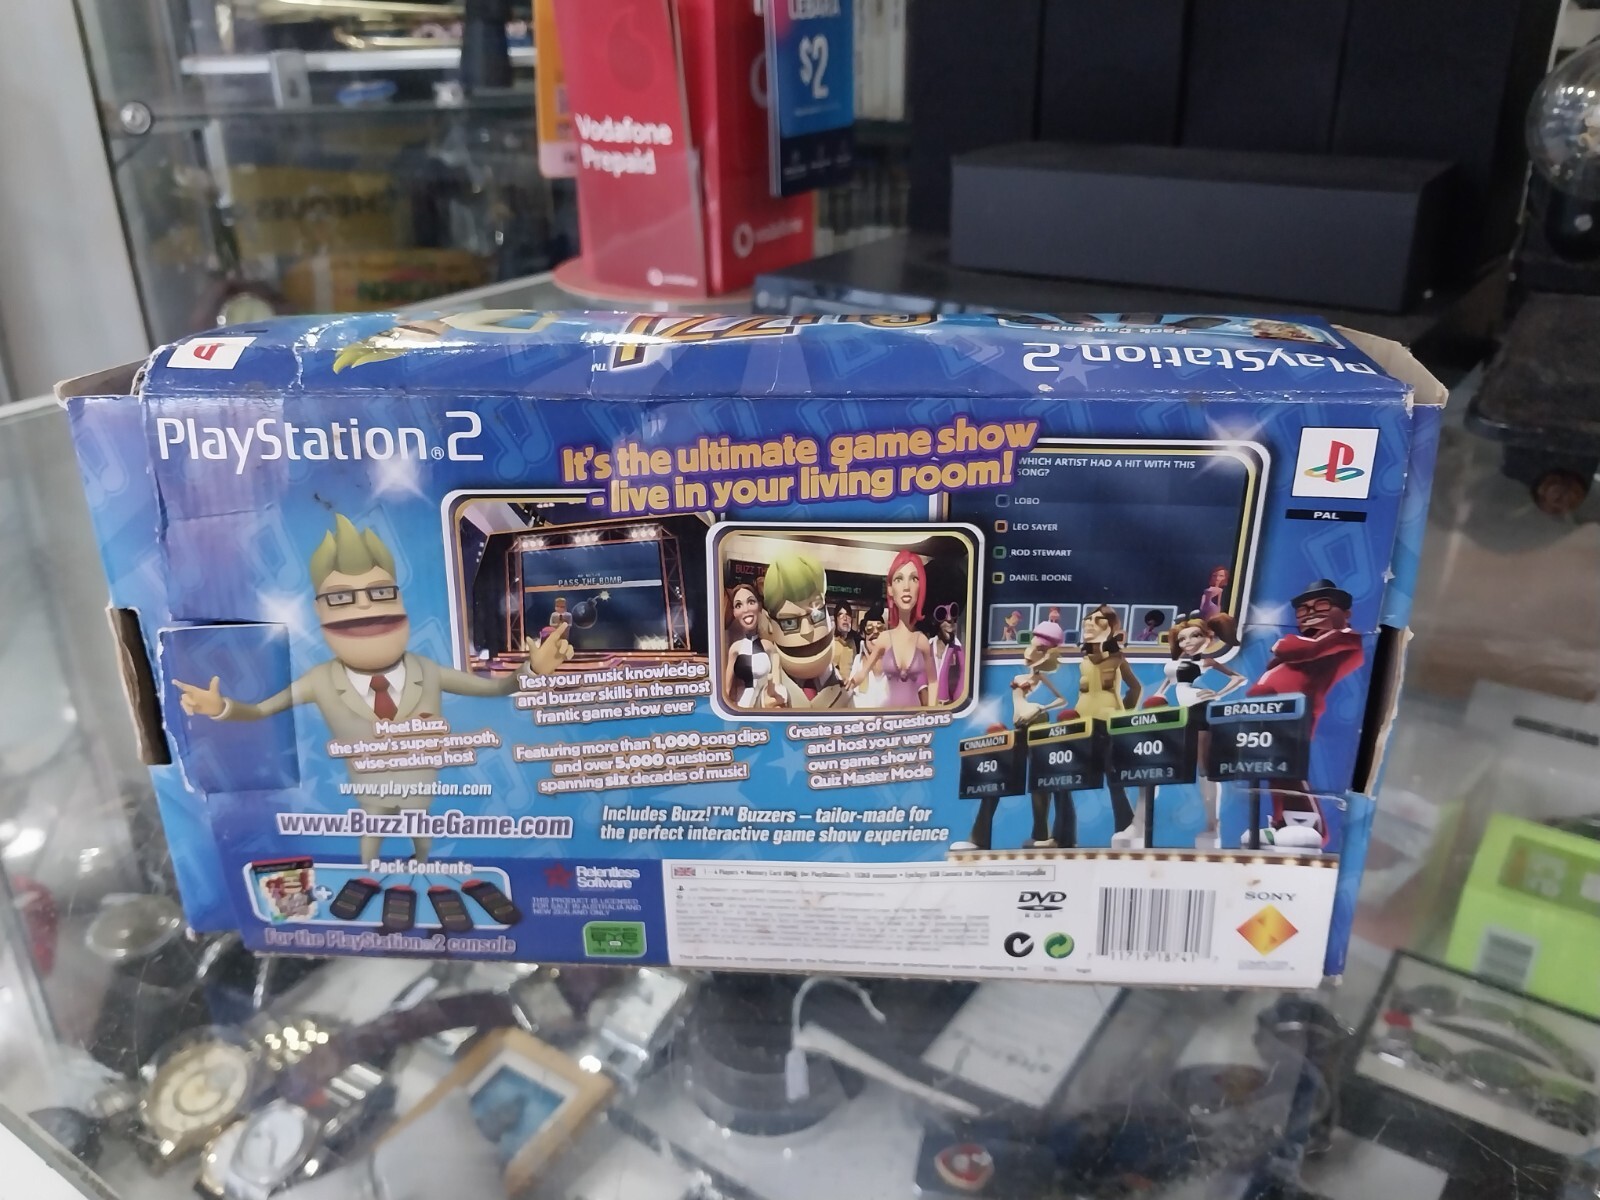 LEBARA
$2
Vodafone
Prepaid
vodafone
Pack Contents
PlayStation 2
BUZZ!
TM
PlayStation®2
It's the ultimate game show
- live in your living room!
PAL
WHICH ARTIST HAD A HIT WITH THIS
SONG?
LOBO
LEO SAYER
ROD STEWART
DANIEL BOONE
PASS THE BOMB
BUZZ TH
Meet Buzz,
the show's super-smooth,
wise-cracking host
www.playstation.com
www.BuzzTheGame.com
Test your music knowledge
and buzzer skills in the most
frantic game show ever
Featuring more than 1,000 song clips
and over 5,000 questions
spanning six decades of music!
Create a set of questions
and host your very
own game show in
Quiz Master Mode
Includes Buzz!™ Buzzers – tailor-made for
the perfect interactive game show experience
CINNAMON
450
PLAYER 1
ASH
800
PLAYER 2
GINA
400
PLAYER 3
BRADLEY
950
PLAYER 4
Pack Contents
For the PlayStation®2 console
Relentless
Software
THIS PRODUCT IS LICENSED
FOR SALE IN AUSTRALIA AND
NEW ZEALAND ONLY
DVD
ROM
SONY